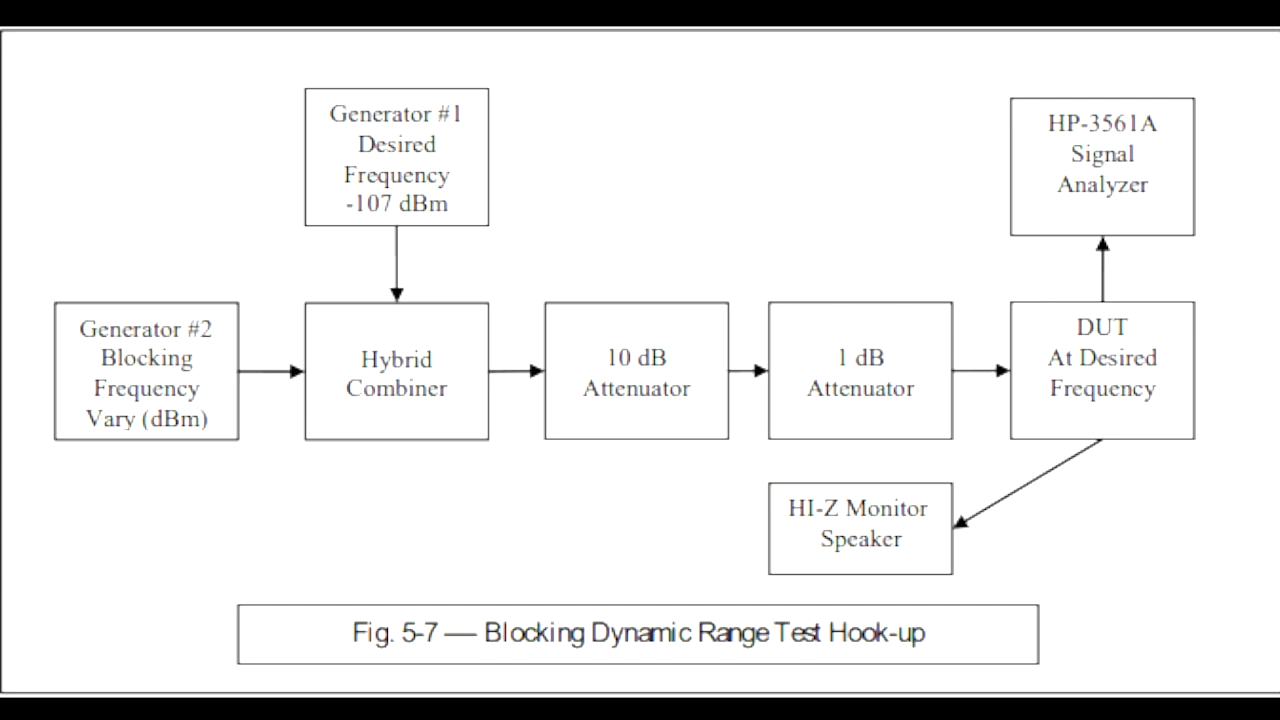 Generator #1
Desired
Frequency
-107 dBm
HP-3561A
Signal
Analyzer
Generator #2
Blocking
Frequency
Vary (dBm)
Hybrid
Combiner
10 dB
Attenuator
1 dB
Attenuator
DUT
At Desired
Frequency
HI-Z Monitor
Speaker
Fig. 5-7 — Blocking Dynamic Range Test Hook-up